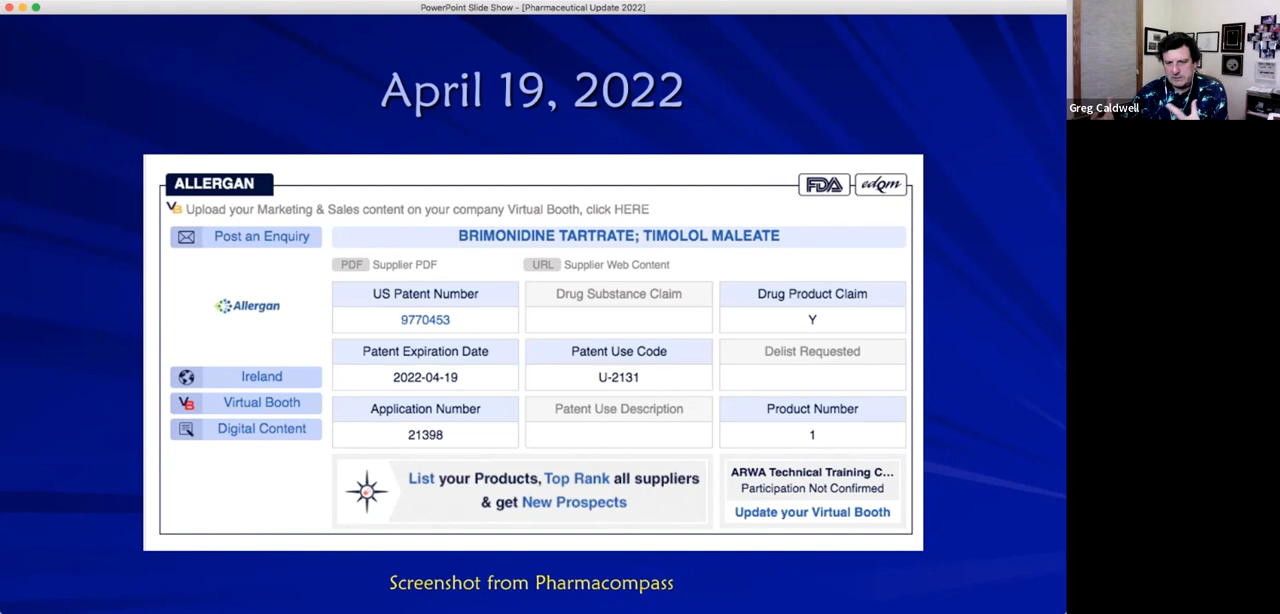 PowerPoint Slide Show - [Pharmaceutical Update 2022]
April 19, 2022
Greg Caldwell
ALLERGAN
FDA
edqm
VB Upload your Marketing & Sales content on your company Virtual Booth, click HERE
Post an Enquiry
BRIMONIDINE TARTRATE; TIMOLOL MALEATE
PDF Supplier PDF
URL Supplier Web Content
Allergan
US Patent Number
Drug Substance Claim
Drug Product Claim
9770453
Y
Patent Expiration Date
Patent Use Code
Delist Requested
Ireland
2022-04-19
U-2131
VB Virtual Booth
Application Number
Patent Use Description
Product Number
Digital Content
21398
1
List your Products, Top Rank all suppliers
& get New Prospects
ARWA Technical Training C...
Participation Not Confirmed
Update your Virtual Booth
Screenshot from Pharmacompass